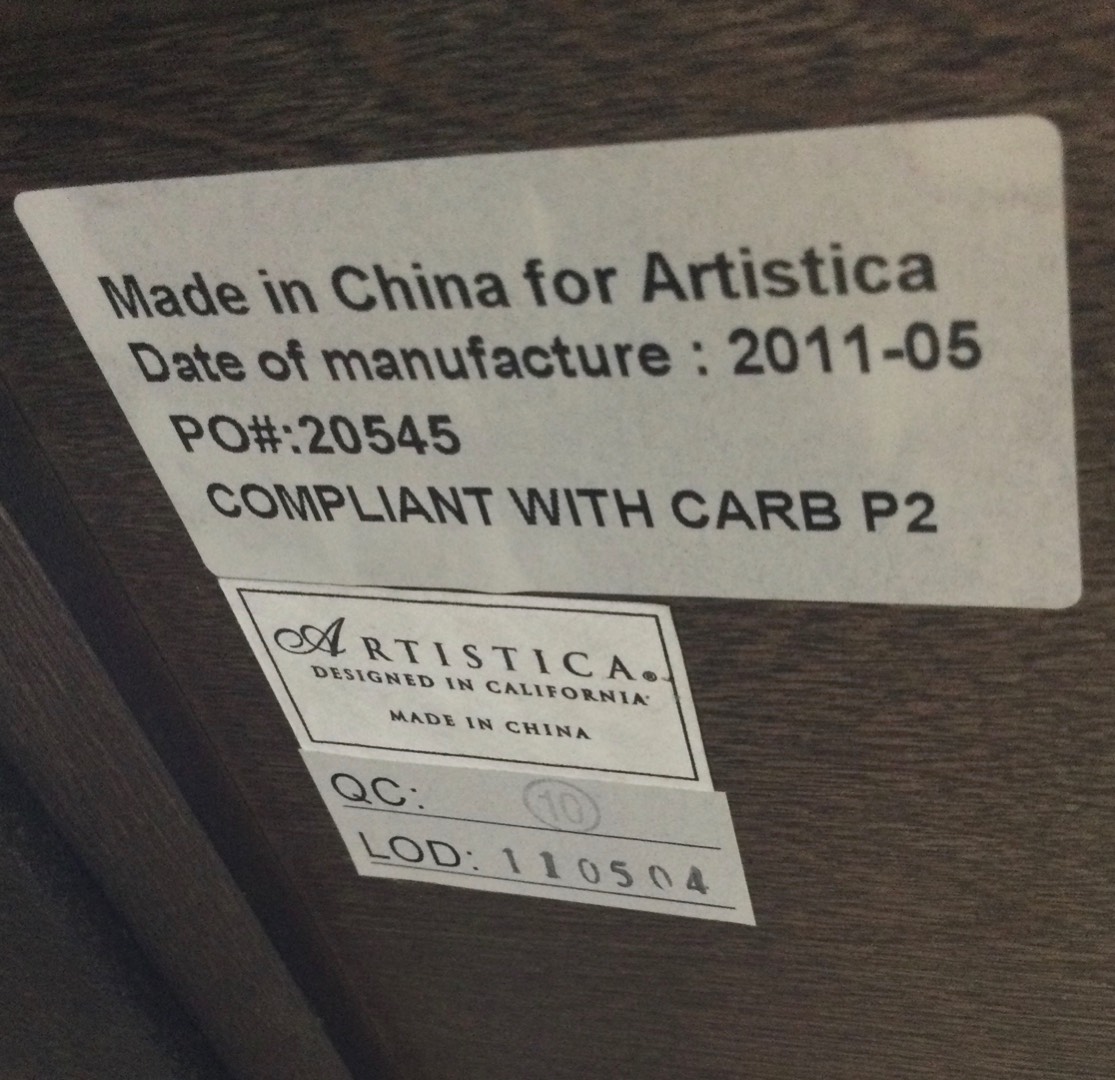 Made in China for Artistica
Date of manufacture : 2011-05
PO#:20545
COMPLIANT WITH CARB P2
ARTISTICA®
DESIGNED IN CALIFORNIA
MADE IN CHINA
QC: 10
LOD: 110504